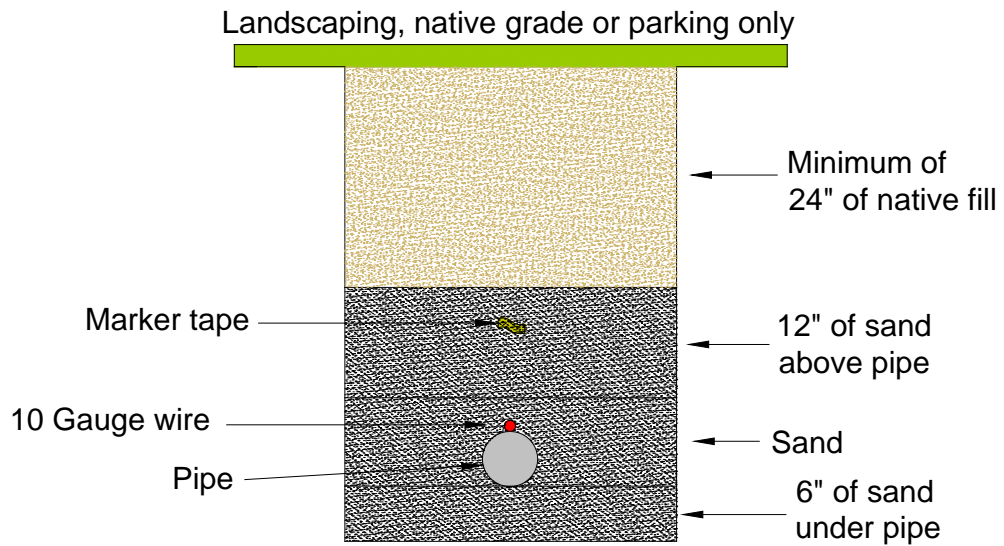 Landscaping, native grade or parking only
Minimum of
24" of native fill
Marker tape
12" of sand
above pipe
10 Gauge wire
Sand
Pipe
6" of sand
under pipe